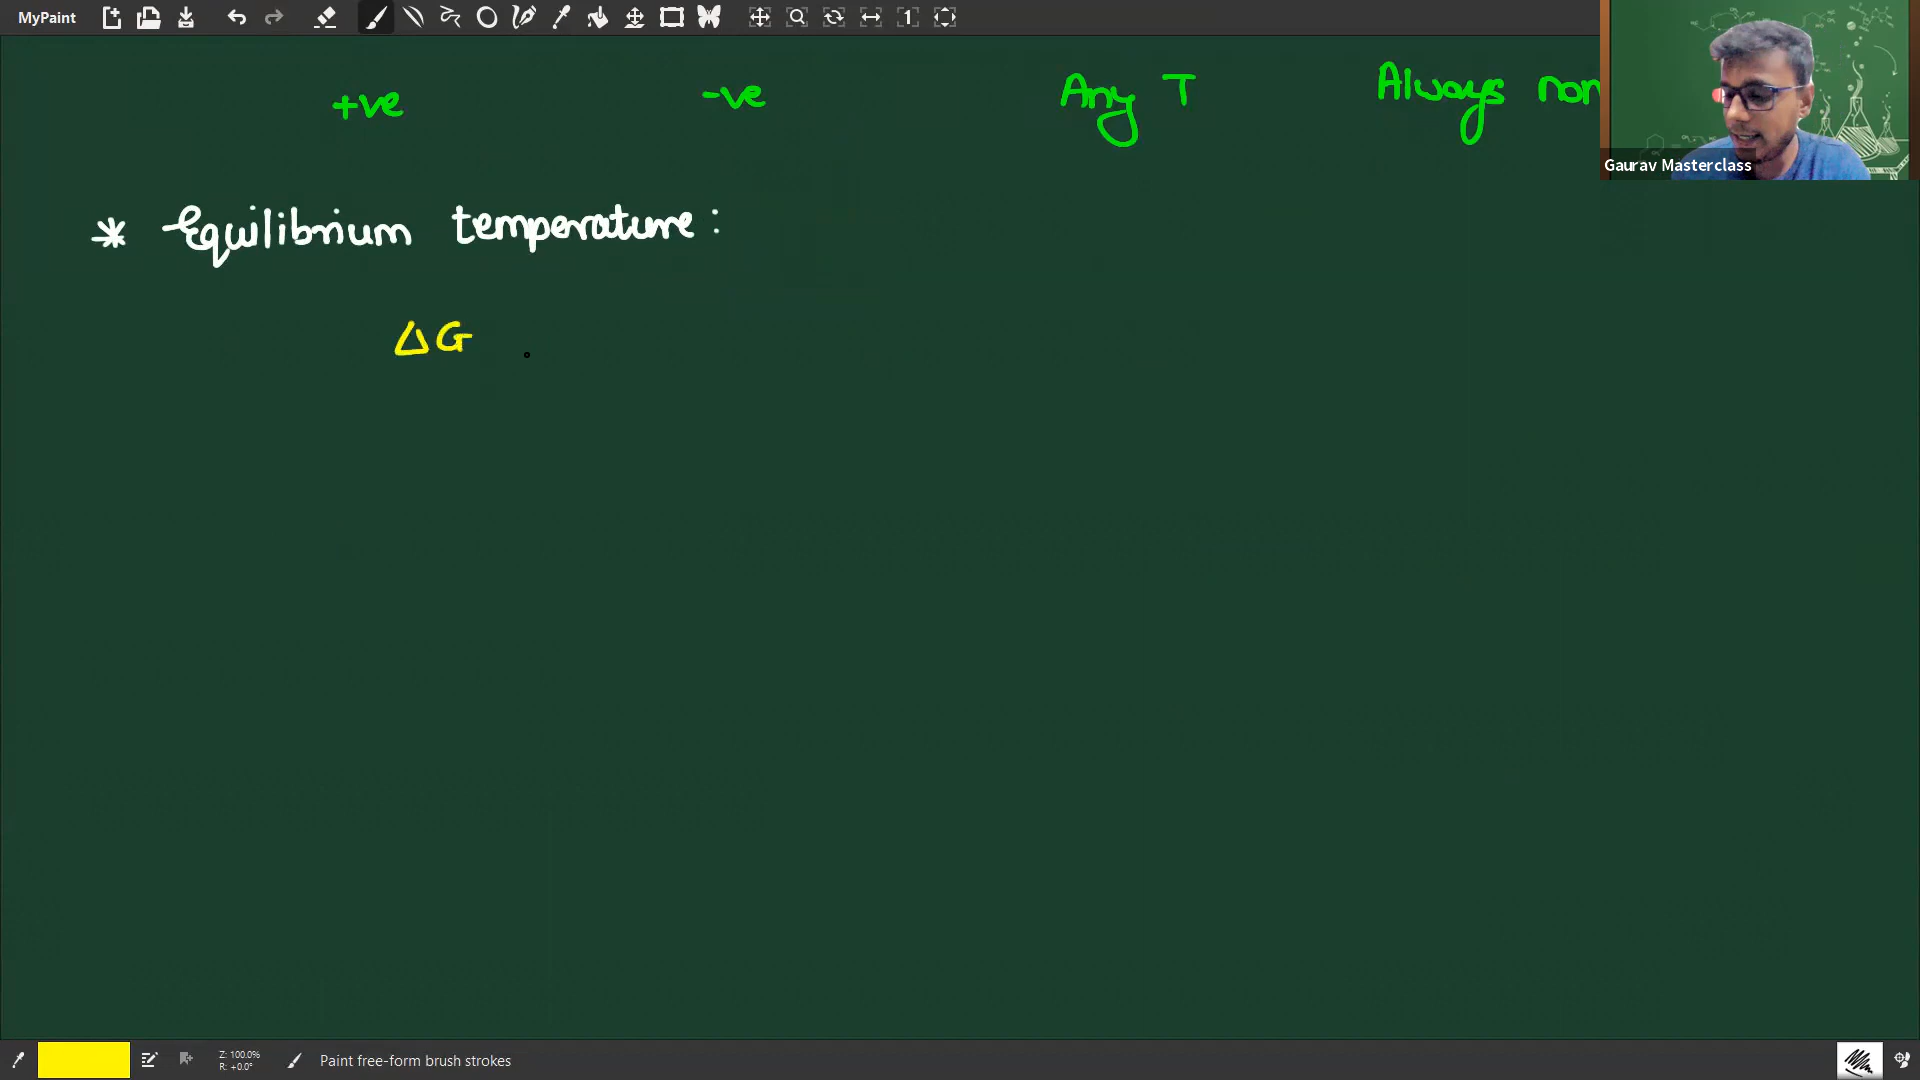 MyPaint
+ve -ve Any T Always non
Gaurav Masterclass
* Equilibrium temperature:
ΔG
Z: 100.0%
R: +0.0°
Paint free-form brush strokes